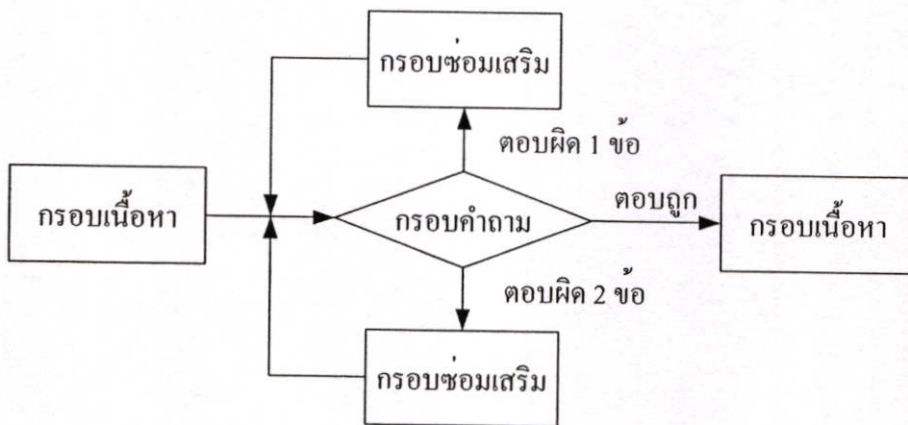 กรอบซ่อมเสริม
ตอบผิด 1 ข้อ
กรอบเนื้อหา
กรอบคำถาม
ตอบถูก
กรอบเนื้อหา
ตอบผิด 2 ข้อ
กรอบซ่อมเสริม